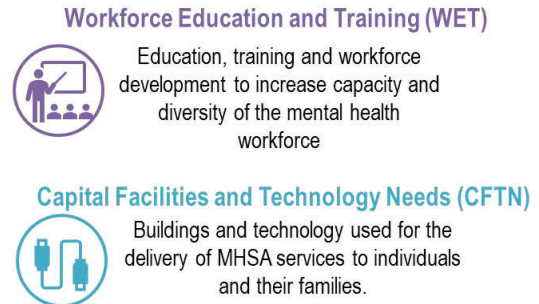 Workforce Education and Training (WET)
Education, training and workforce
development to increase capacity and
diversity of the mental health
workforce
Capital Facilities and Technology Needs (CFTN)
Buildings and technology used for the
delivery of MHSA services to individuals
and their families.